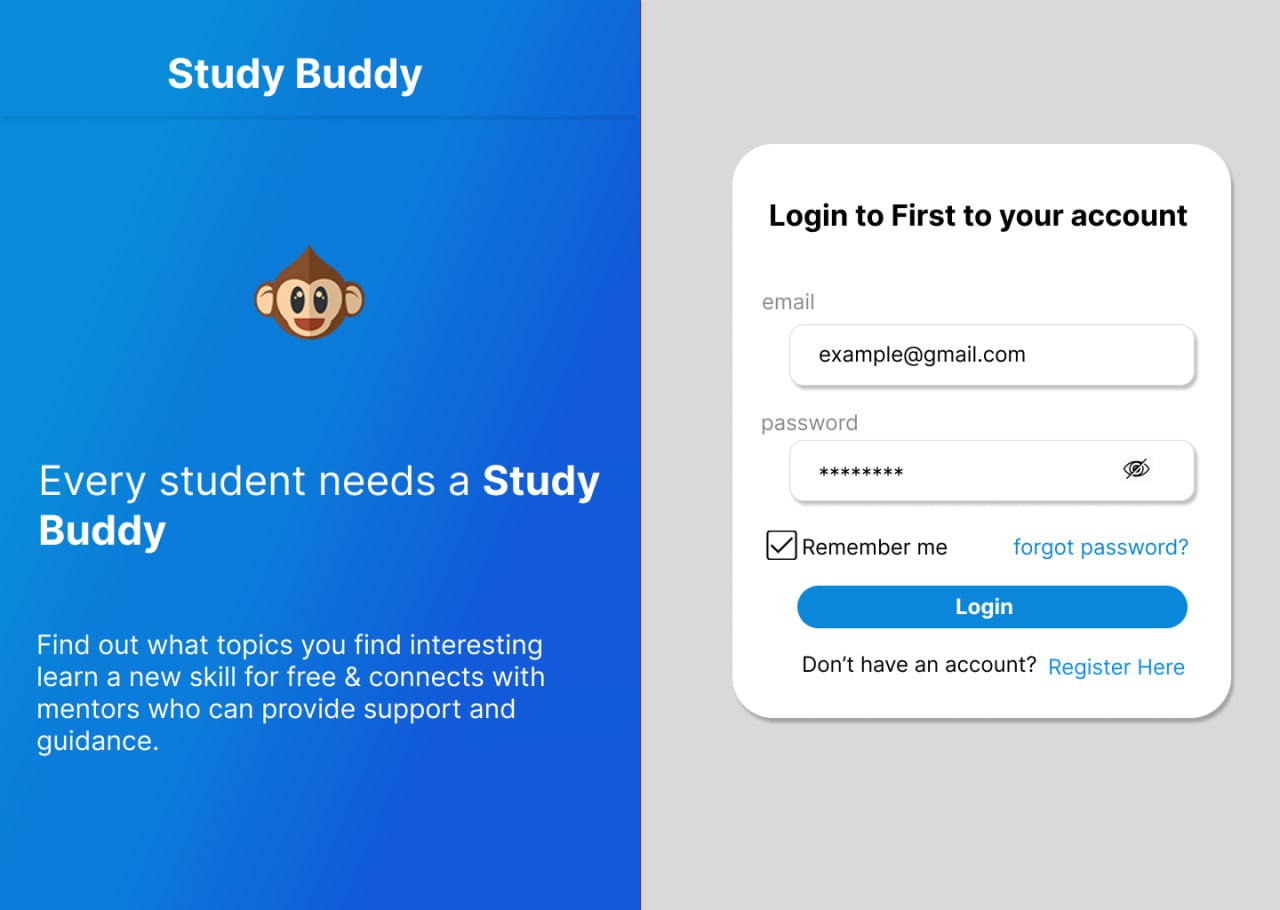 Study Buddy
Every student needs a Study
Buddy
Find out what topics you find interesting
learn a new skill for free & connects with
mentors who can provide support and
guidance.
Login to First to your account
email
example@gmail.com
password
********
Remember me
forgot password?
Login
Don’t have an account? Register Here